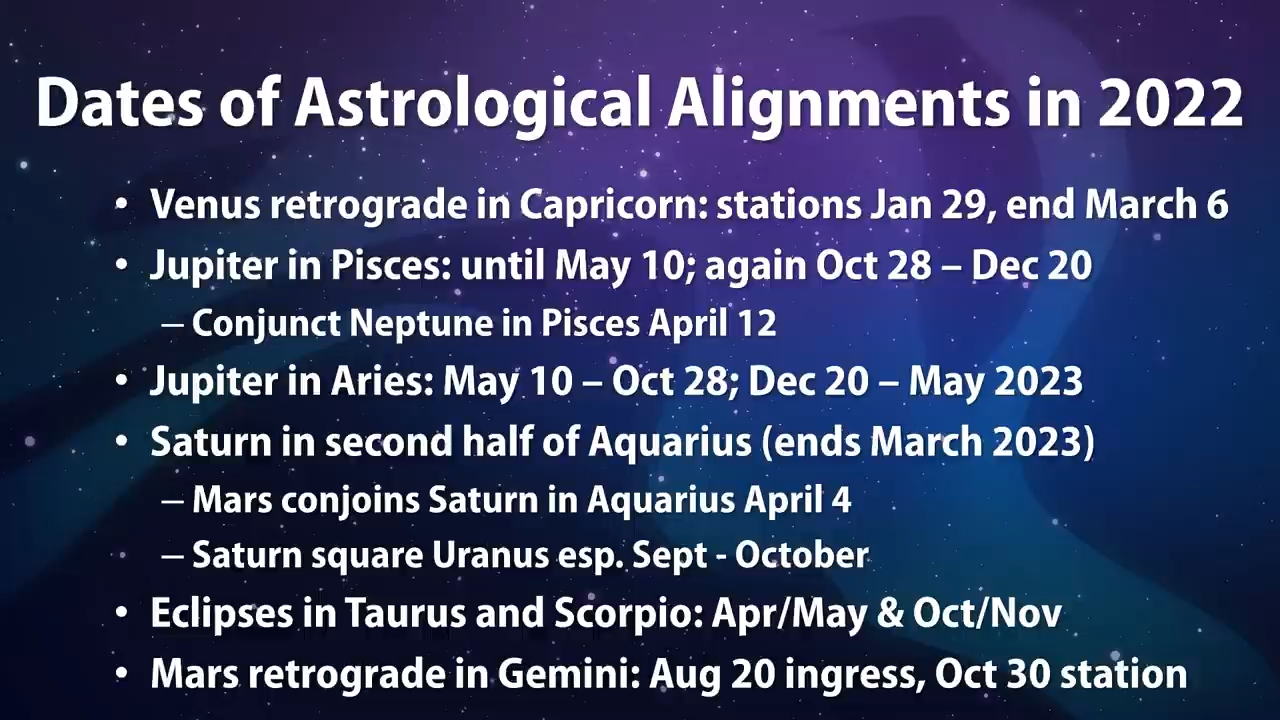 Dates of Astrological Alignments in 2022
• Venus retrograde in Capricorn: stations Jan 29, end March 6
• Jupiter in Pisces: until May 10; again Oct 28 – Dec 20
– Conjunct Neptune in Pisces April 12
• Jupiter in Aries: May 10 – Oct 28; Dec 20 – May 2023
• Saturn in second half of Aquarius (ends March 2023)
– Mars conjoins Saturn in Aquarius April 4
– Saturn square Uranus esp. Sept - October
• Eclipses in Taurus and Scorpio: Apr/May & Oct/Nov
• Mars retrograde in Gemini: Aug 20 ingress, Oct 30 station